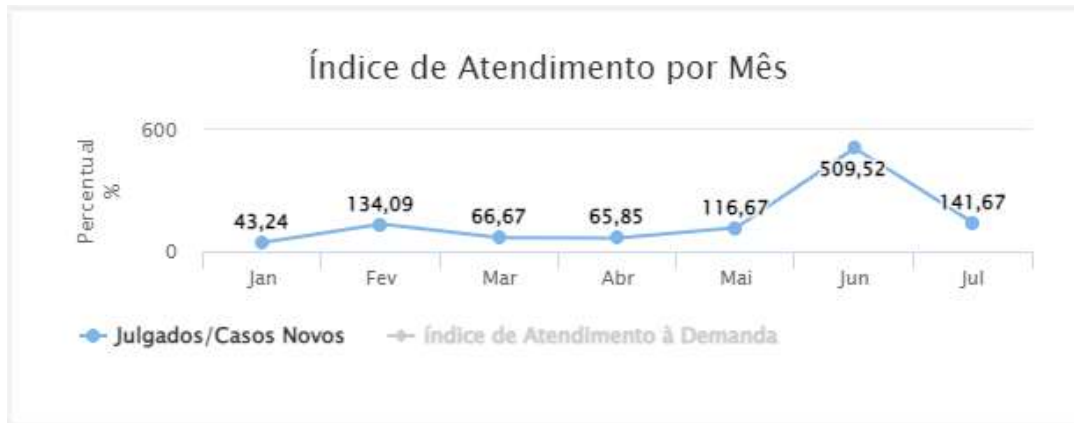 Índice de Atendimento por Mês
Percentual
%
600
0
43,24
134,09
66,67
65,85
116,67
509,52
141,67
Jan Fev Mar Abr Mai Jun Jul
Julgados/Casos Novos Índice de Atendimento à Demanda